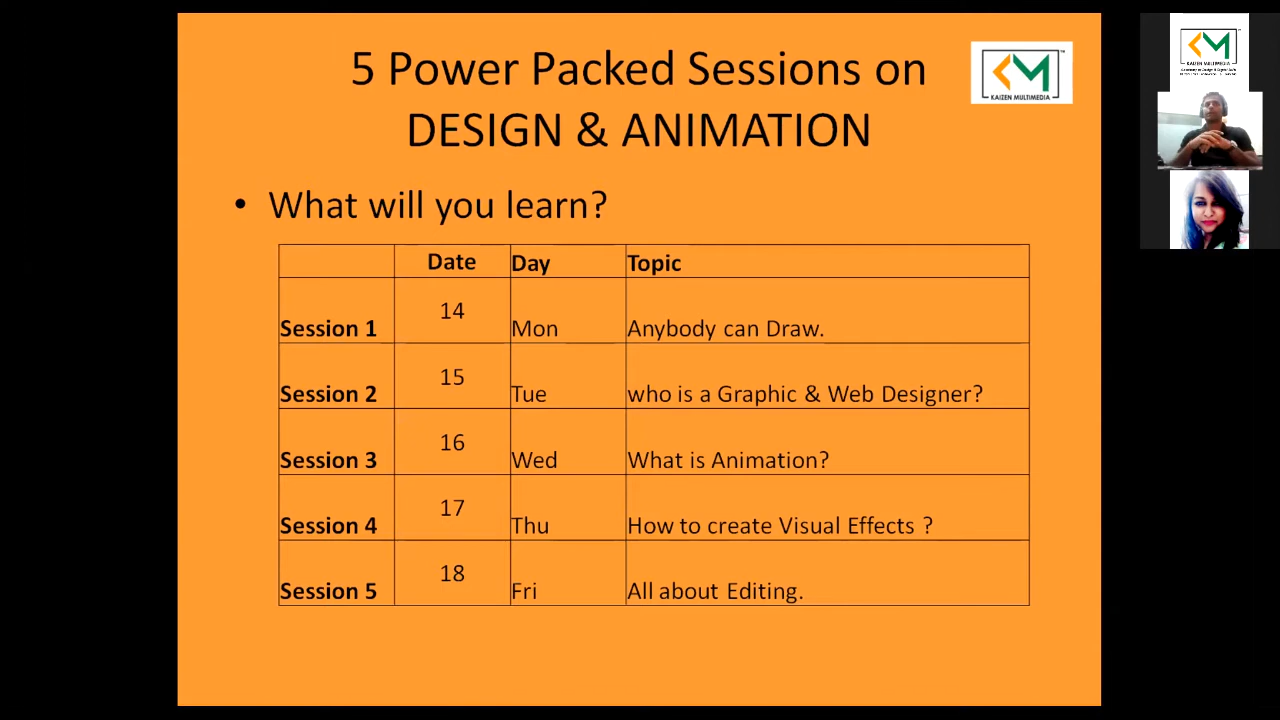 5 Power Packed Sessions on
DESIGN & ANIMATION
KAIZEN MULTIMEDIA
• What will you learn?
Date Day Topic
Session 1 14 Mon Anybody can Draw.
Session 2 15 Tue who is a Graphic & Web Designer?
Session 3 16 Wed What is Animation?
Session 4 17 Thu How to create Visual Effects ?
Session 5 18 Fri All about Editing.
KAIZEN MULTIMEDIA